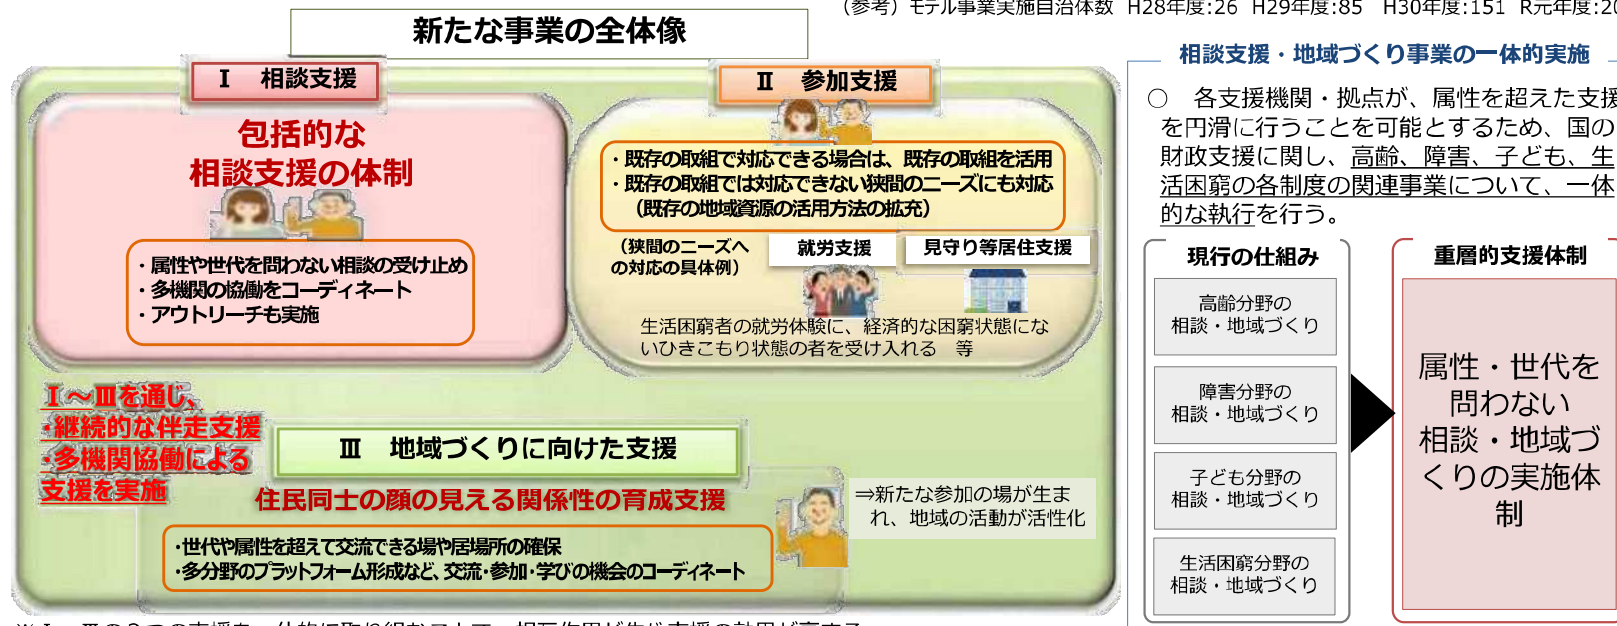 （参考）モデル事業実施自治体数 H28年度:26 H29年度:85 H30年度:151 R元年度:20
新たな事業の全体像
Ⅰ 相談支援
包括的な
相談支援の体制
・属性や世代を問わない相談の受け止め
・多機関の協働をコーディネート
・アウトリーチも実施
Ⅱ 参加支援
・既存の取組で対応できる場合は、既存の取組を活用
・既存の取組では対応できない狭間のニーズにも対応
（既存の地域資源の活用方法の拡充）
（狭間のニーズへ
の対応の具体例）
就労支援
見守り等居住支援
生活困窮者の就労体験に、経済的な困窮状態にな
いひきこもり状態の者を受け入れる 等
Ⅰ～Ⅲを通じ、
・継続的な伴走支援
・多機関協働による
支援を実施
Ⅲ 地域づくりに向けた支援
住民同士の顔の見える関係性の育成支援
・世代や属性を超えて交流できる場や居場所の確保
・多分野のプラットフォーム形成など、交流・参加・学びの機会のコーディネート
⇒新たな参加の場が生ま
れ、地域の活動が活性化
相談支援・地域づくり事業の一体的実施
○ 各支援機関・拠点が、属性を超えた支援
を円滑に行うことを可能とするため、国の
財政支援に関し、高齢、障害、子ども、生
活困窮の各制度の関連事業について、一体
的な執行を行う。
現行の仕組み
高齢分野の
相談・地域づくり
障害分野の
相談・地域づくり
子ども分野の
相談・地域づくり
生活困窮分野の
相談・地域づくり
重層的支援体制
属性・世代を
問わない
相談・地域づ
くりの実施体
制